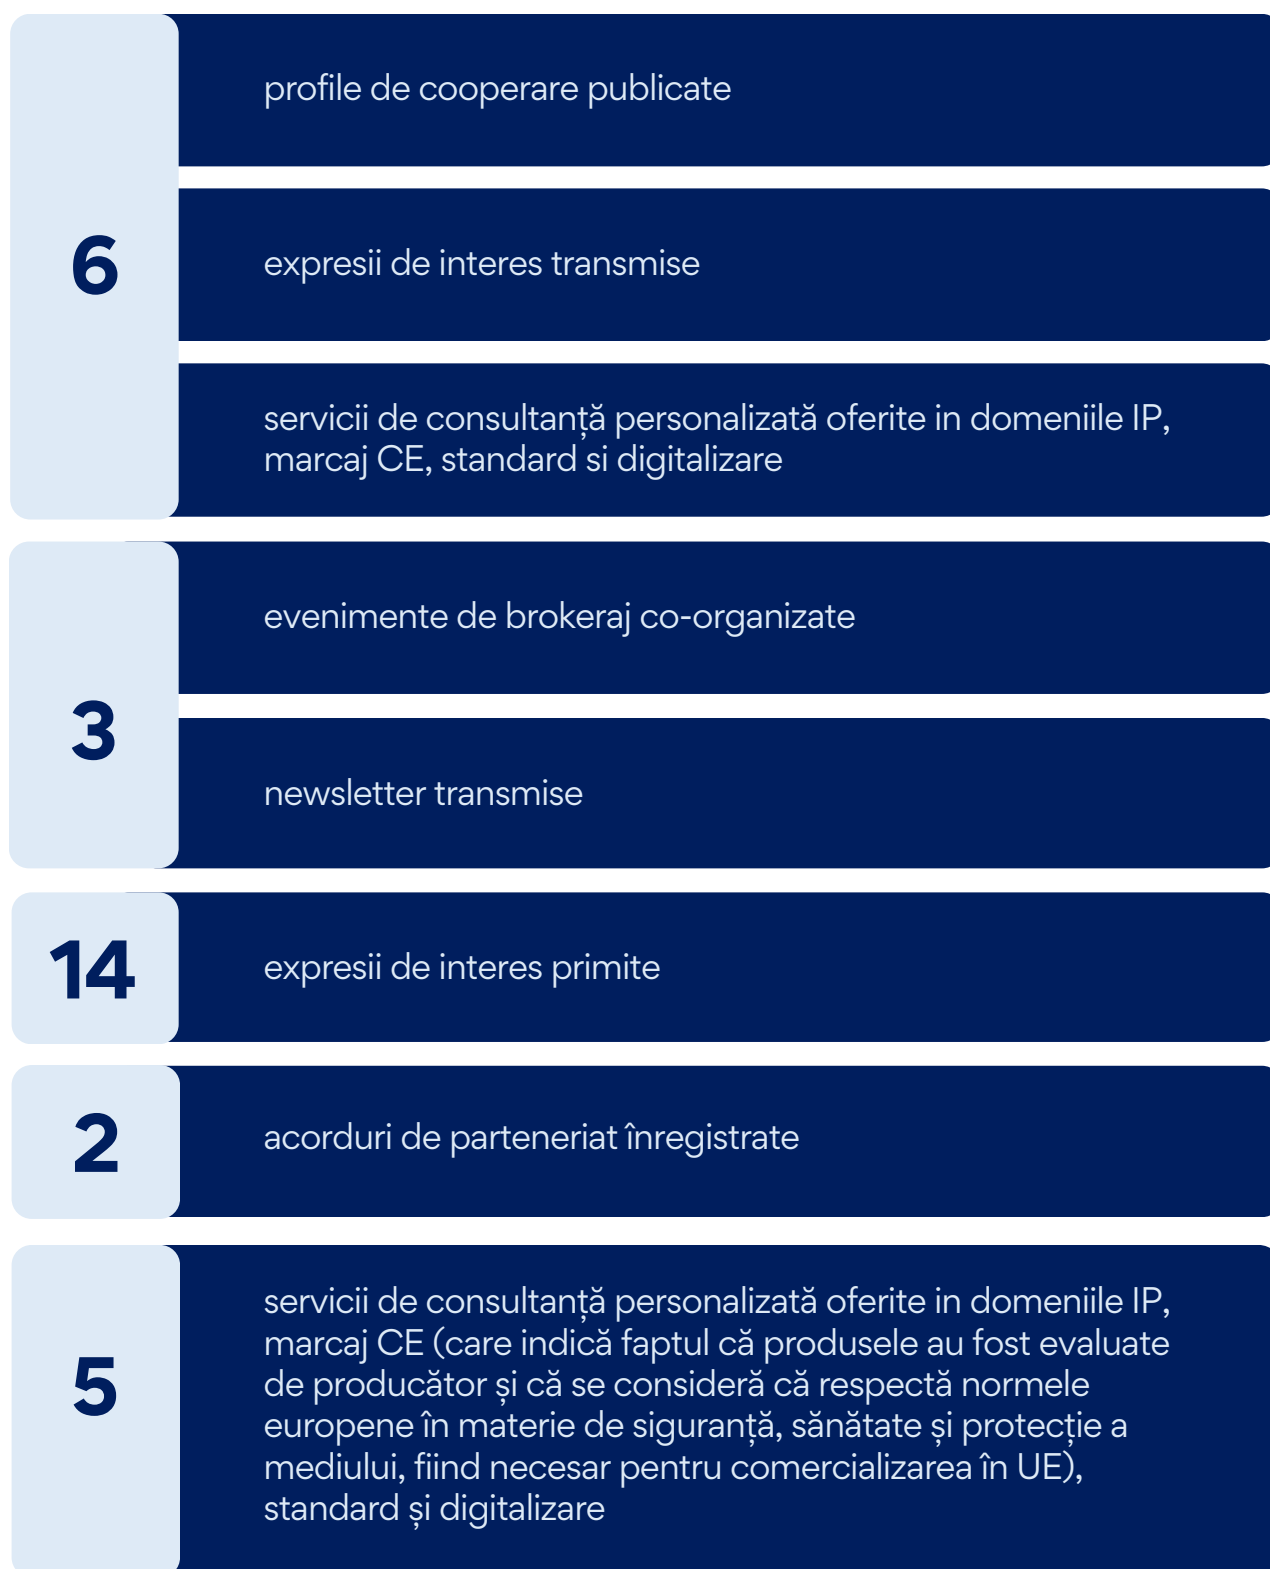 6
profile de cooperare publicate
expresii de interes transmise
servicii de consultanță personalizată oferite in domeniile IP,
marcaj CE, standard si digitalizare
3
evenimente de brokeraj co-organizate
newsletter transmise
14
expresii de interes primite
2
acorduri de parteneriat înregistrate
5
servicii de consultanță personalizată oferite in domeniile IP,
marcaj CE (care indică faptul că produsele au fost evaluate
de producător și că se consideră că respectă normele
europene în materie de siguranță, sănătate și protecție a
mediului, fiind necesar pentru comercializarea în UE),
standard și digitalizare